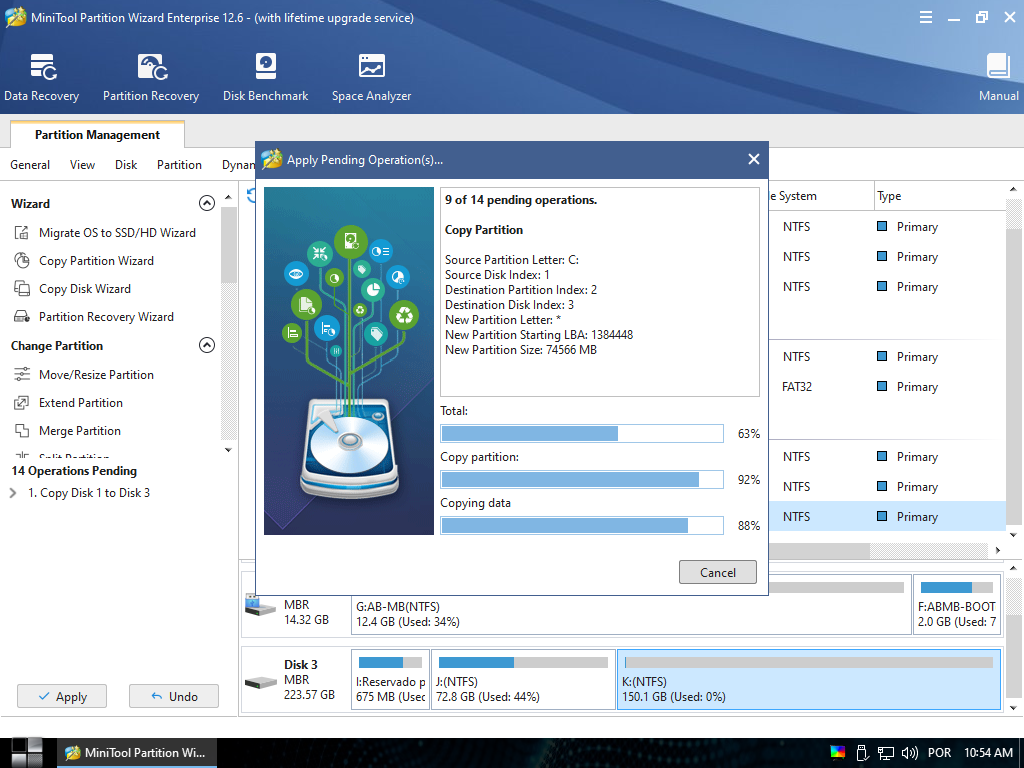 MiniTool Partition Wizard Enterprise 12.6 - (with lifetime upgrade service)
Data Recovery
Partition Recovery
Disk Benchmark
Space Analyzer
Manual
Partition Management
General View Disk Partition Dynan
Wizard
Migrate OS to SSD/HD Wizard
Copy Partition Wizard
Copy Disk Wizard
Partition Recovery Wizard
Change Partition
Move/Resize Partition
Extend Partition
Merge Partition
Split Partition
14 Operations Pending
1. Copy Disk 1 to Disk 3
Apply
Undo
Apply Pending Operation(s)...
9 of 14 pending operations.
Copy Partition
Source Partition Letter: C:
Source Disk Index: 1
Destination Partition Index: 2
Destination Disk Index: 3
New Partition Letter: *
New Partition Starting LBA: 1384448
New Partition Size: 74566 MB
Total:
63%
Copy partition:
92%
Copying data
88%
Cancel
e System Type
NTFS Primary
NTFS Primary
NTFS Primary
NTFS Primary
FAT32 Primary
NTFS Primary
NTFS Primary
NTFS Primary
MBR
14.32 GB
G:AB-MB(NTFS)
12.4 GB (Used: 34%)
F:ABMB-BOOT
2.0 GB (Used: 7
Disk 3
MBR
223.57 GB
I:Reservado p
675 MB (Used
J:(NTFS)
72.8 GB (Used: 44%)
K:(NTFS)
150.1 GB (Used: 0%)
MiniTool Partition Wi...
POR
10:54 AM